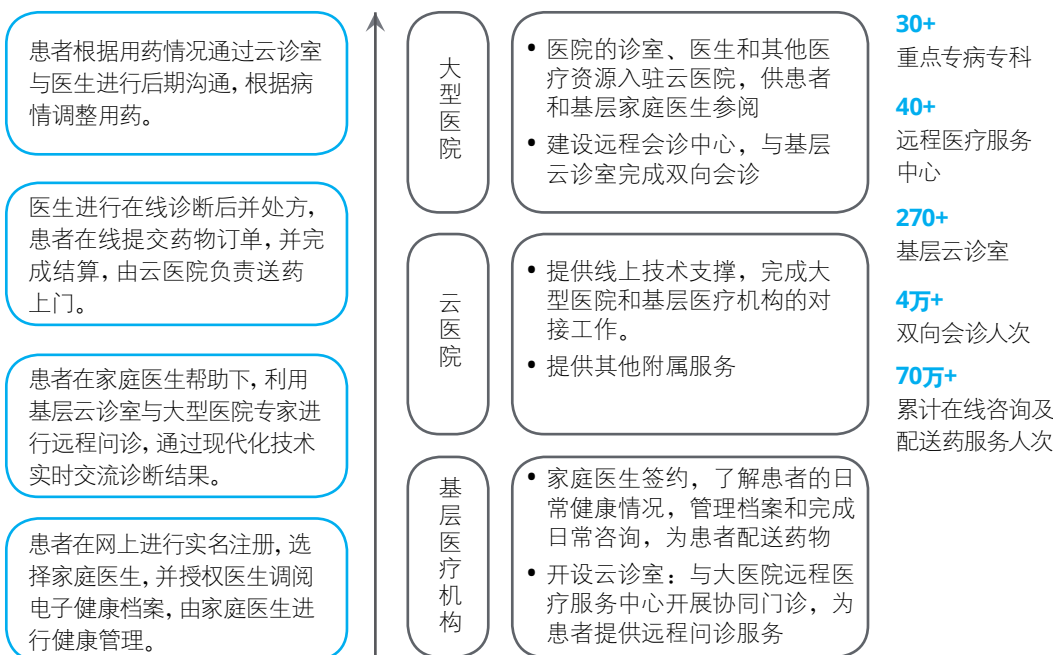 患者根据用药情况通过云诊室
与医生进行后期沟通，根据病
情调整用药。
医生进行在线诊断后并处方，
患者在线提交药物订单，并完
成结算，由云医院负责送药
上门。
患者在家庭医生帮助下，利用
基层云诊室与大型医院专家进
行远程问诊，通过现代化技术
实时交流诊断结果。
患者在网上进行实名注册，选
择家庭医生，并授权医生调阅
电子健康档案，由家庭医生进
行健康管理。
大型医院
• 医院的诊室、医生和其他医
疗资源入驻云医院，供患者
和基层家庭医生参阅
• 建设远程会诊中心，与基层
云诊室完成双向会诊
云医院
• 提供线上技术支撑，完成大
型医院和基层医疗机构的对
接工作。
• 提供其他附属服务
基层医疗机构
• 家庭医生签约，了解患者的日
常健康情况，管理档案和完成
日常咨询，为患者配送药物
• 开设云诊室：与大医院远程医
疗服务中心开展协同门诊，为
患者提供远程问诊服务
30+
重点专病专科
40+
远程医疗服务
中心
270+
基层云诊室
4万+
双向会诊人次
70万+
累计在线咨询及
配送药服务人次